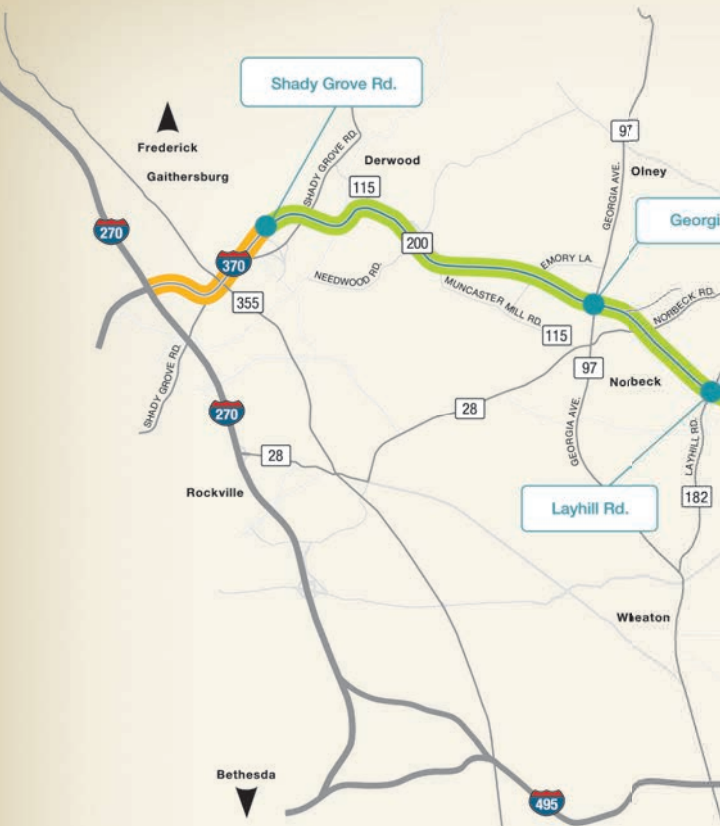 Shady Grove Rd.
97
Frederick
SHADY GROVE RD.
Derwood
Gaithersburg
Olney
115
GEORGIA AVE.
270
Georgi
200
370
EMORY LA.
NEEDWOOD RD.
MUNCASTER MILL RD.
355
NORBECK RD.
115
97
Norbeck
SHADY GROVE RD.
270
28
GEORGIA AVE.
LAYHILL RD.
28
Rockville
182
Layhill Rd.
Wheaton
Bethesda
495